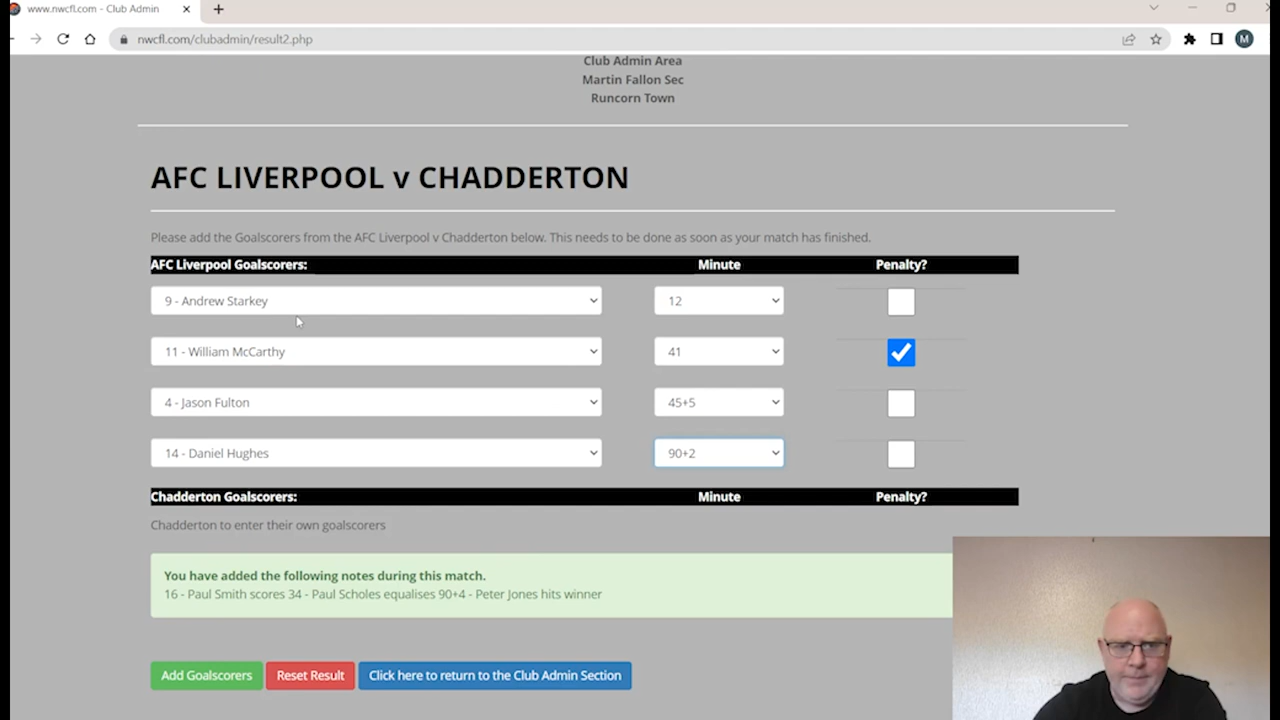 www.nwcfl.com - Club Admin
nwcfl.com/clubadmin/result2.php
M
Club Admin Area
Martin Fallon Sec
Runcorn Town
AFC LIVERPOOL v CHADDERTON
Please add the Goalscorers from the AFC Liverpool v Chadderton below. This needs to be done as soon as your match has finished.
AFC Liverpool Goalscorers: Minute Penalty?
9 - Andrew Starkey 12
11 - William McCarthy 41
4 - Jason Fulton 45+5
14 - Daniel Hughes 90+2
Chadderton Goalscorers: Minute Penalty?
Chadderton to enter their own goalscorers
You have added the following notes during this match.
16 - Paul Smith scores 34 - Paul Scholes equalises 90+4 - Peter Jones hits winner
Add Goalscorers Reset Result Click here to return to the Club Admin Section